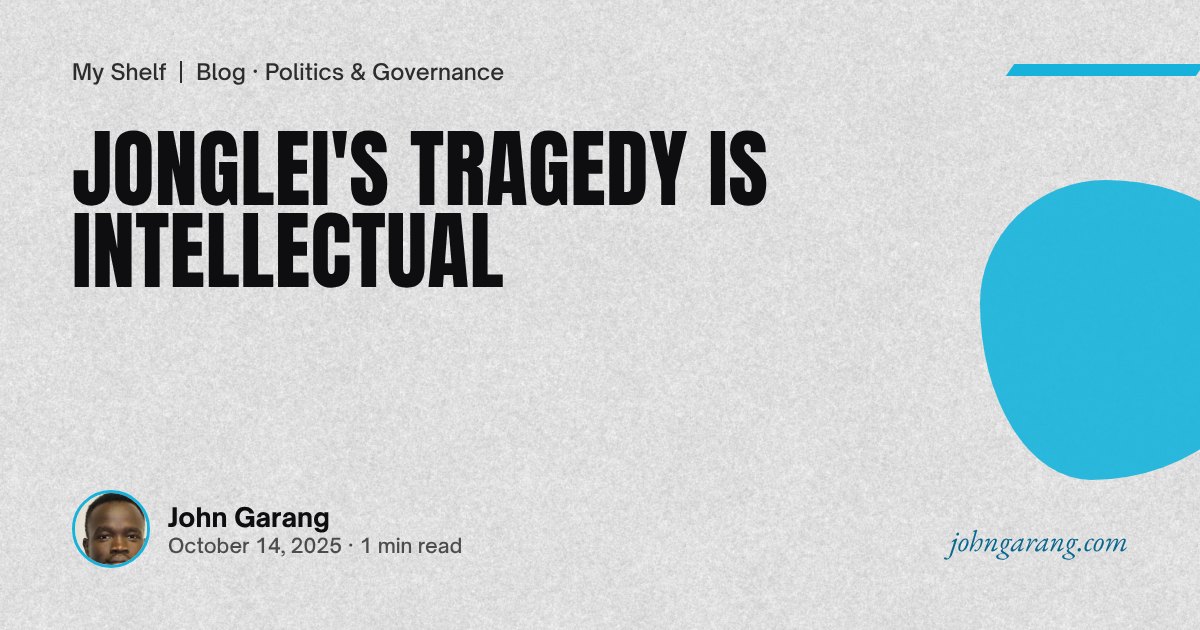 My Shelf | Blog · Politics & Governance
JONGLEI'S TRAGEDY IS
INTELLECTUAL
John Garang
October 14, 2025 · 1 min read
johngarang.com